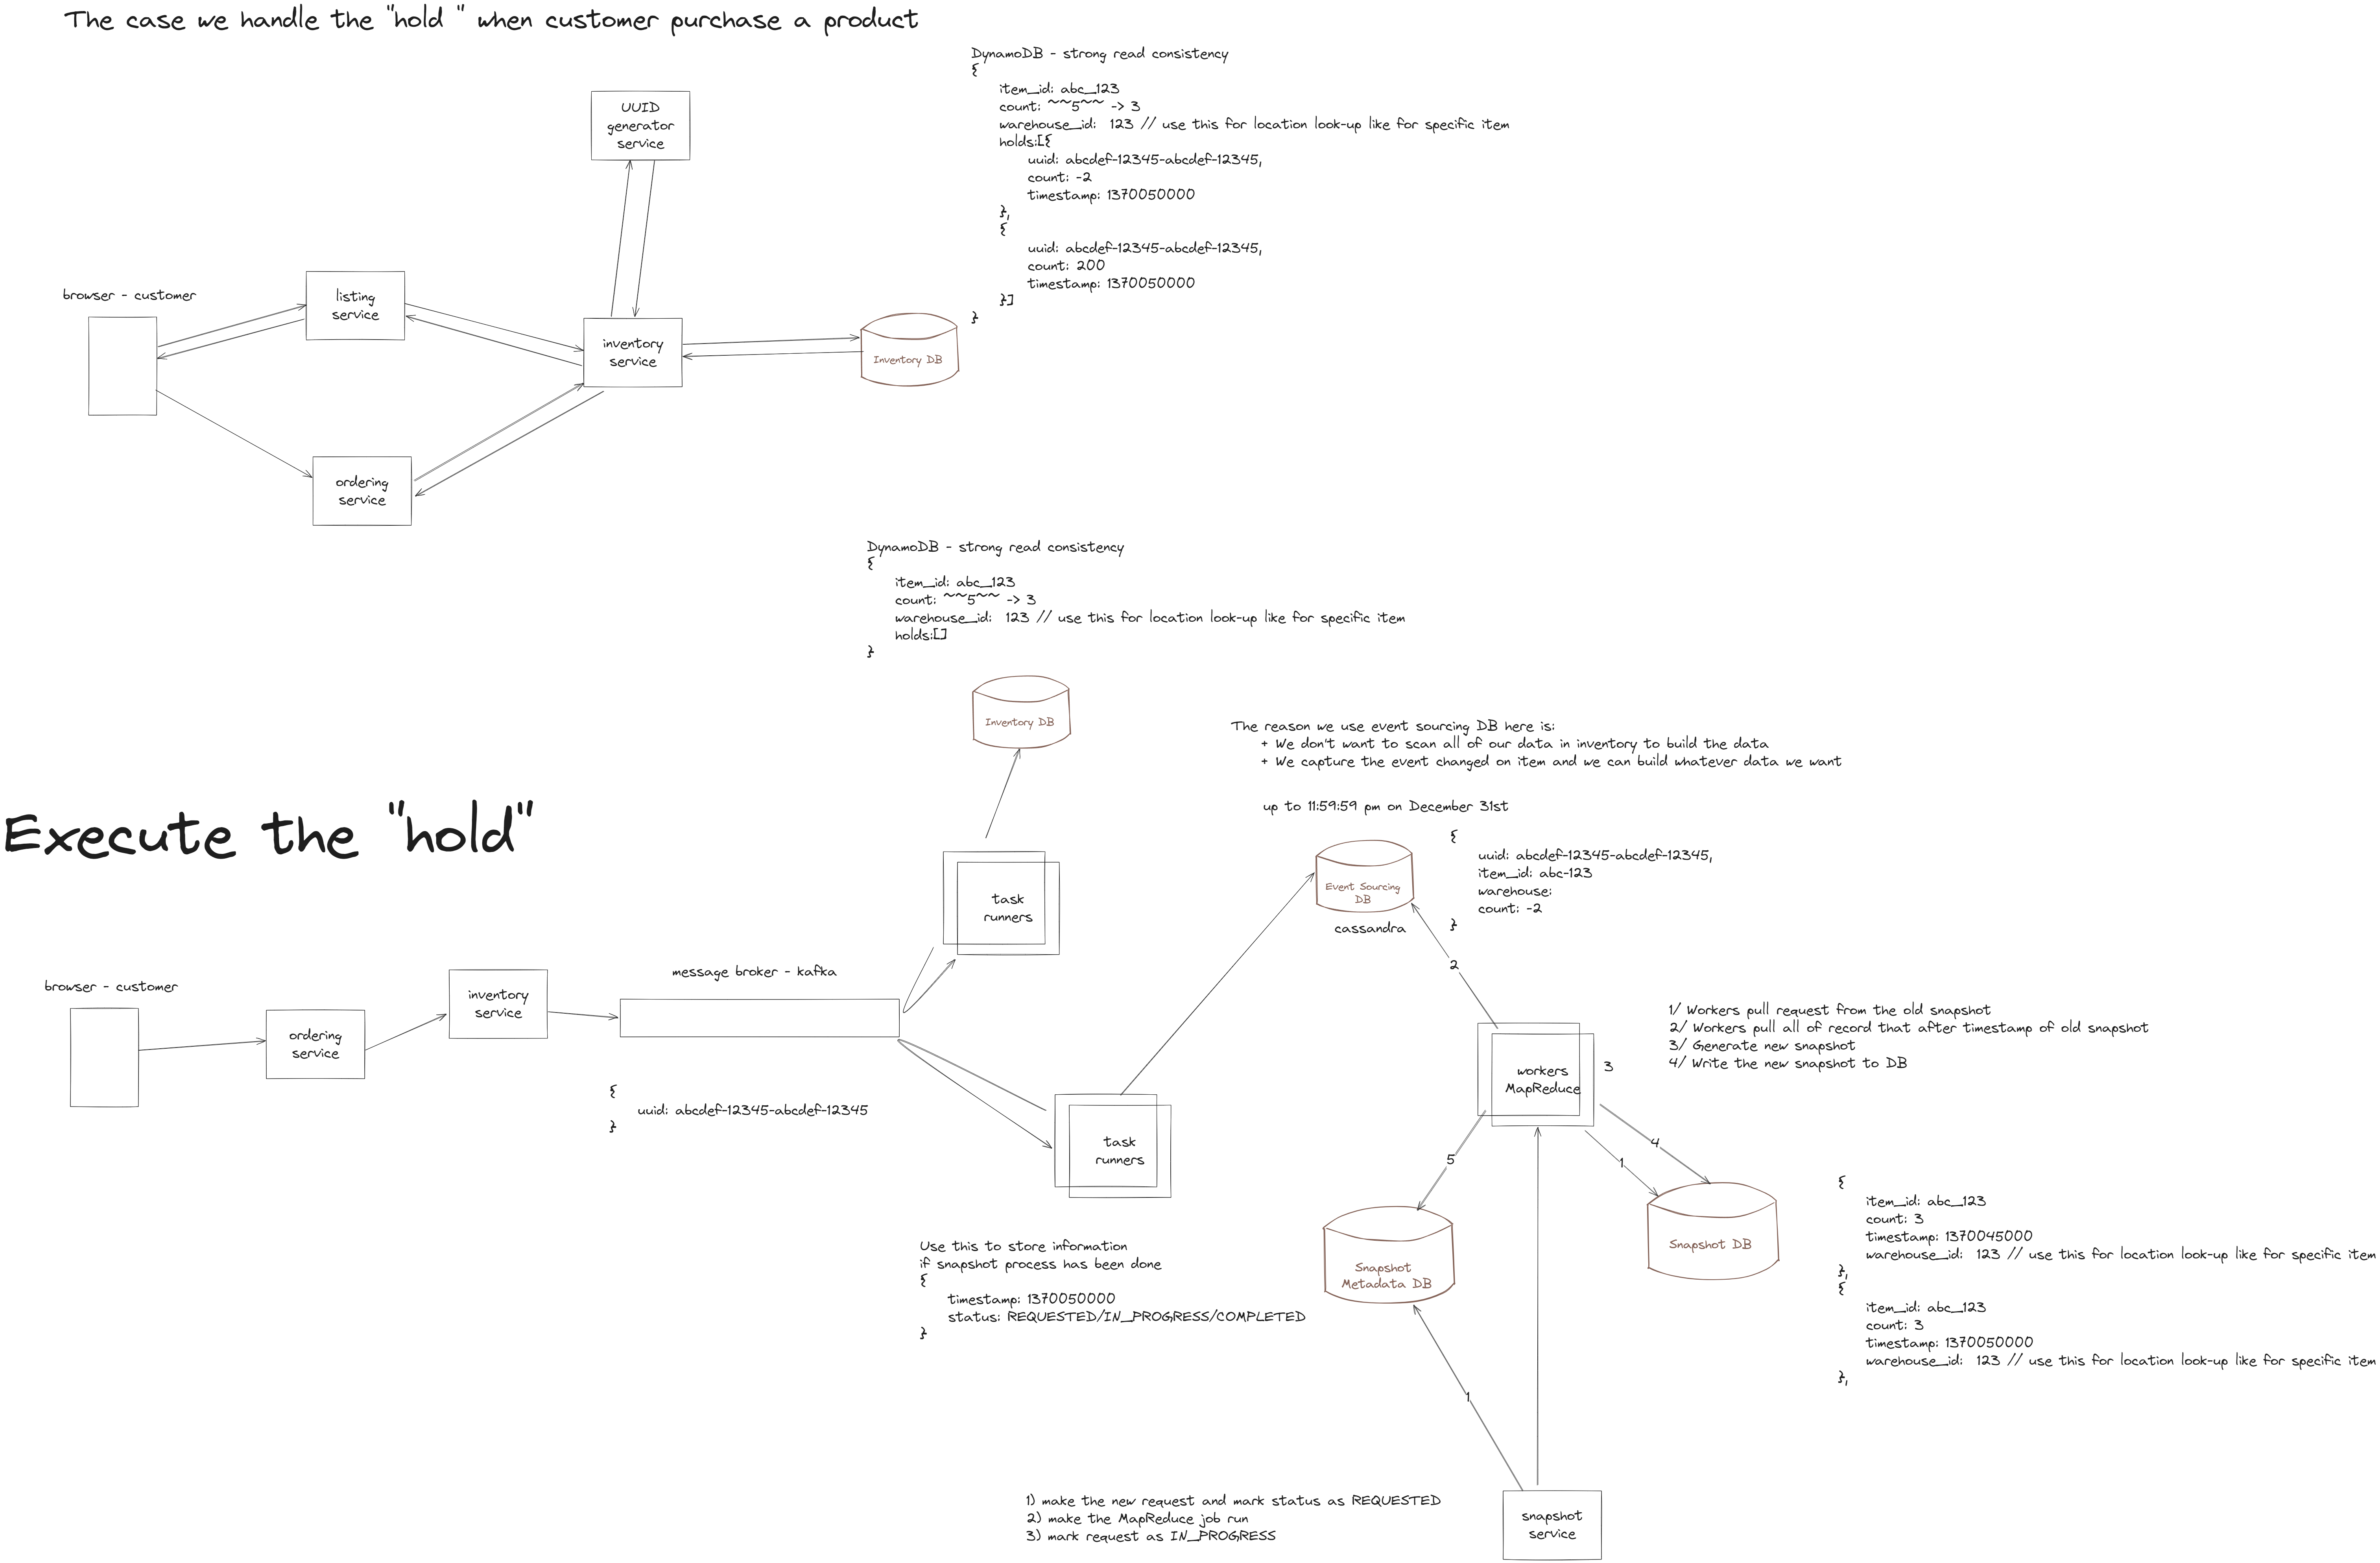 The case we handle the "hold " when customer purchase a product
DynamoDB - strong read consistency
{
item_id: abc_123
count: ~~5~~ -> 3
warehouse_id: 123 // use this for location look-up like for specific item
holds:[{
uuid: abcdef-12345-abcdef-12345,
count: -2
timestamp: 1370050000
},
{
uuid: abcdef-12345-abcdef-12345,
count: 200
timestamp: 1370050000
}]
}
UUID
generator
service
browser - customer
listing
service
inventory
service
Inventory DB
ordering
service
DynamoDB - strong read consistency
{
item_id: abc_123
count: ~~5~~ -> 3
warehouse_id: 123 // use this for location look-up like for specific item
holds:[]
}
Inventory DB
The reason we use event sourcing DB here is:
+ We don't want to scan all of our data in inventory to build the data
+ We capture the event changed on item and we can build whatever data we want
up to 11:59:59 pm on December 31st
Execute the "hold"
task
runners
Event Sourcing
DB
cassandra
{
uuid: abcdef-12345-abcdef-12345,
item_id: abc-123
warehouse:
count: -2
}
2
browser - customer
ordering
service
inventory
service
message broker - kafka
{
uuid: abcdef-12345-abcdef-12345
}
task
runners
workers
MapReduce
3
1/ Workers pull request from the old snapshot
2/ Workers pull all of record that after timestamp of old snapshot
3/ Generate new snapshot
4/ Write the new snapshot to DB
5
4
1
Use this to store information
if snapshot process has been done
{
timestamp: 1370050000
status: REQUESTED/IN_PROGRESS/COMPLETED
}
Snapshot
Metadata DB
Snapshot DB
{
item_id: abc_123
count: 3
timestamp: 1370045000
warehouse_id: 123 // use this for location look-up like for specific item
},
{
item_id: abc_123
count: 3
timestamp: 1370050000
warehouse_id: 123 // use this for location look-up like for specific item
},
1
1) make the new request and mark status as REQUESTED
2) make the MapReduce job run
3) mark request as IN_PROGRESS
snapshot
service